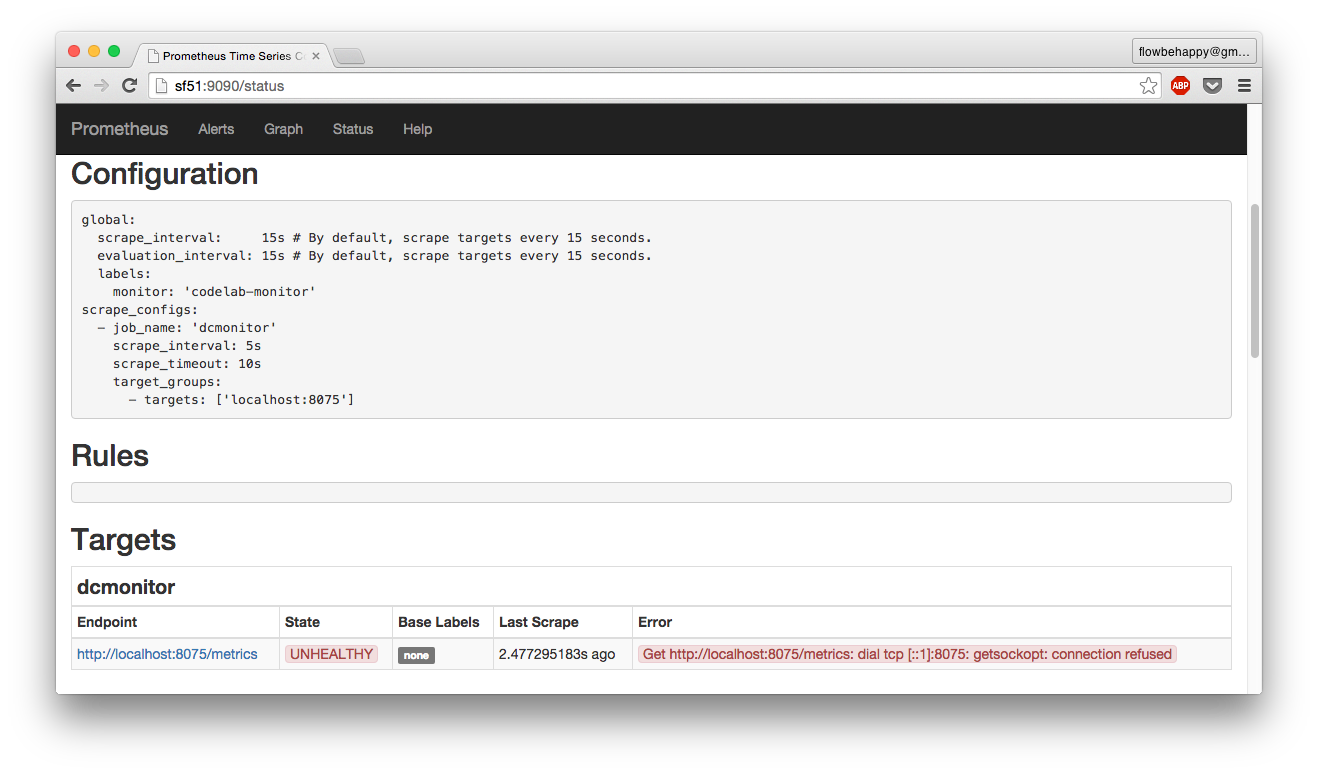 Prometheus Time Series Co
flowbehappy@gm...
sf51:9090/status
ABP
Prometheus Alerts Graph Status Help
Configuration
global:
  scrape_interval:     15s # By default, scrape targets every 15 seconds.
  evaluation_interval: 15s # By default, scrape targets every 15 seconds.
  labels:
    monitor: 'codelab-monitor'
scrape_configs:
  - job_name: 'dcmonitor'
    scrape_interval: 5s
    scrape_timeout: 10s
    target_groups:
      - targets: ['localhost:8075']
Rules
Targets
dcmonitor
Endpoint State Base Labels Last Scrape Error
http://localhost:8075/metrics UNHEALTHY none 2.477295183s ago Get http://localhost:8075/metrics: dial tcp [::1]:8075: getsockopt: connection refused